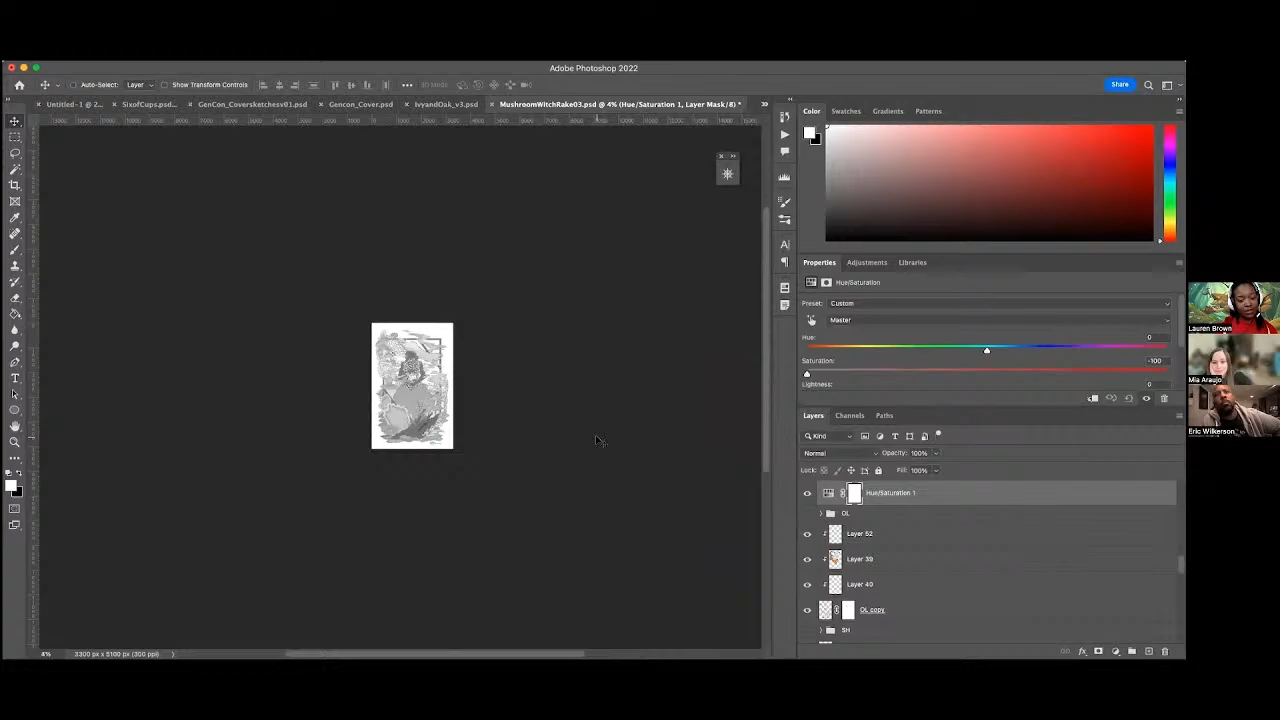 Adobe Photoshop 2022
Auto-Select: Layer Show Transform Controls 3D Mode Share
Untitled-1 @ 2... SixofCups.psd... GenCon_Coversketchesv01.psd Gencon_Cover.psd IvyandOak_v3.psd MushroomWitchRake03.psd @ 4% (Hue/Saturation 1, Layer Mask/8) *
Color Swatches Gradients Patterns
Properties Adjustments Libraries
Hue/Saturation
Preset: Custom
Master
Hue: 0
Saturation: -100
Lightness: 0
Layers Channels Paths
Kind
Normal Opacity: 100%
Lock: Fill: 100%
Hue/Saturation 1
OL
Layer 52
Layer 39
Layer 40
OL copy
SH
4% 3300 px x 5100 px (300 ppi)
Lauren Brown
Mia Araujo
Eric Wilkerson